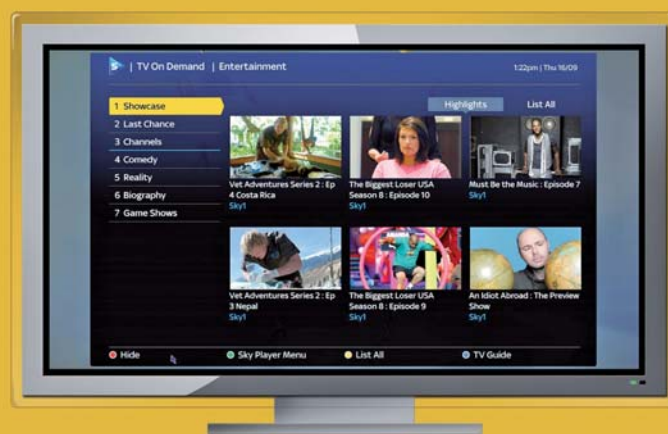 S | TV On Demand | Entertainment
1:22pm | Thu 16/09
Highlights List All
1 Showcase
2 Last Chance
3 Channels
4 Comedy
5 Reality
6 Biography
7 Game Shows
Vet Adventures Series 2 : Ep
4 Costa Rica
Sky1
The Biggest Loser USA
Season 8 : Episode 10
Sky1
Must Be the Music : Episode 7
Sky1
Vet Adventures Series 2 : Ep
3 Nepal
Sky1
The Biggest Loser USA
Season 8 : Episode 9
Sky1
An Idiot Abroad : The Preview
Show
Sky1
Hide Sky Player Menu List All TV Guide